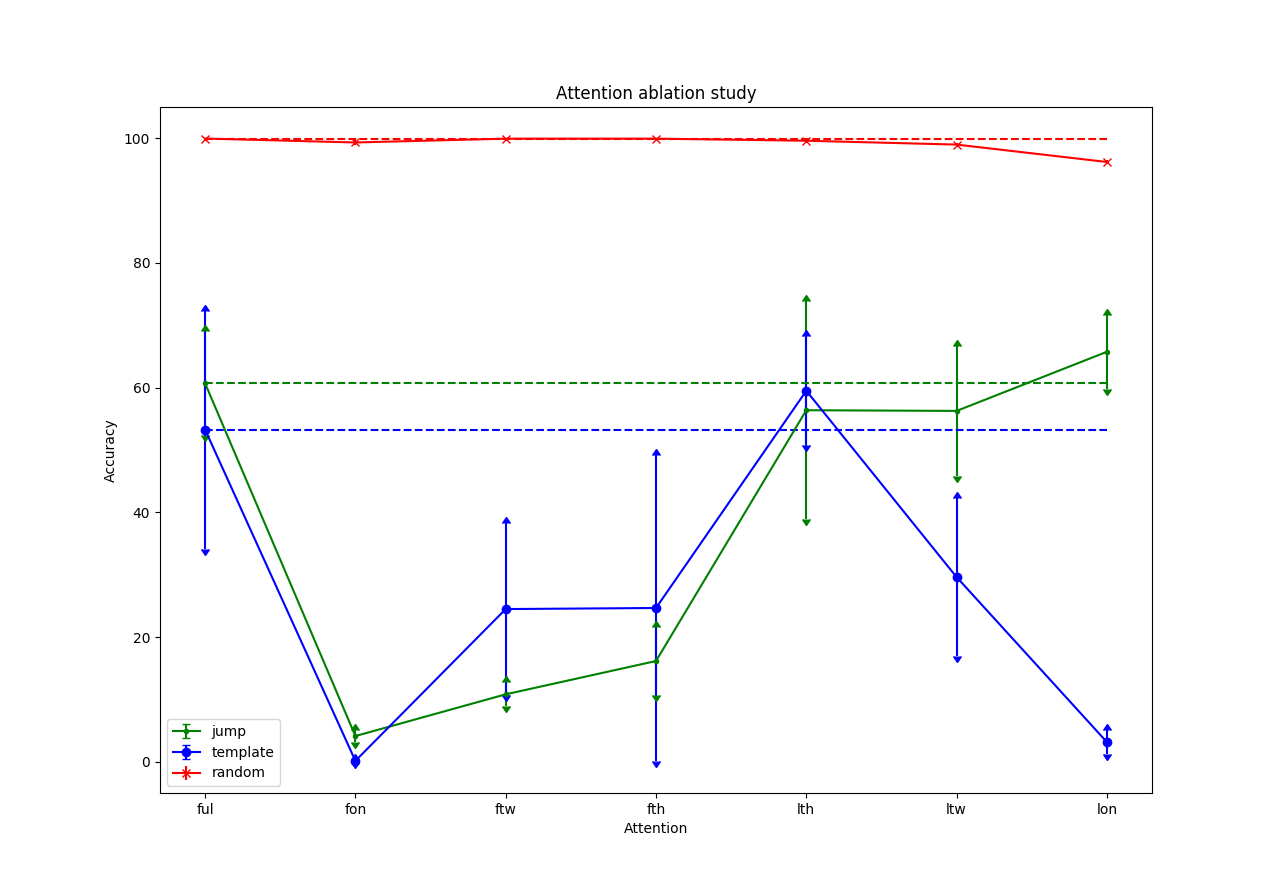 Attention ablation study
100
80
60
40
20
0
Accuracy
jump
template
random
ful
fon
ftw
fth
lth
ltw
lon
Attention